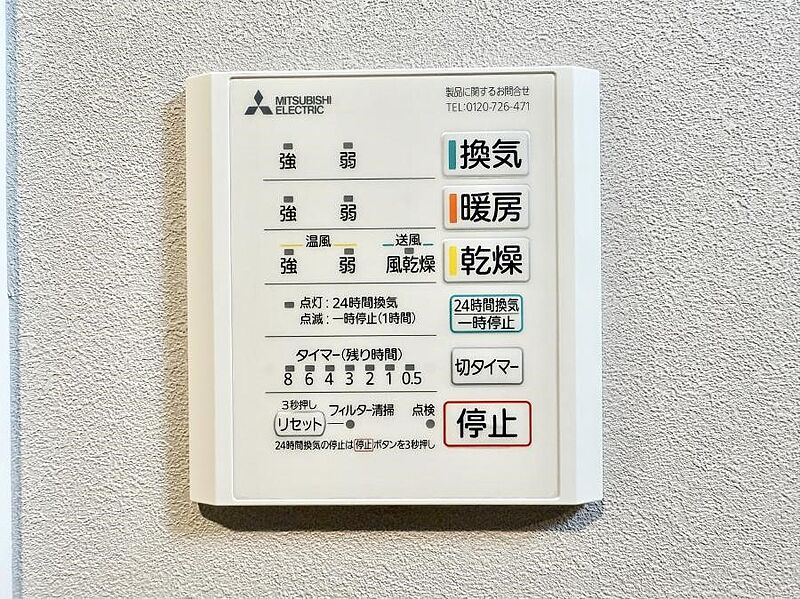 MITSUBISHI
ELECTRIC
製品に関するお問合せ
TEL:0120-726-471
強 弱 換気
強 弱 暖房
温風 送風
強 弱 風乾燥 乾燥
点灯:24時間換気
点滅:一時停止(1時間)
24時間換気
一時停止
タイマー(残り時間)
8 6 4 3 2 1 0.5
切タイマー
3秒押し
リセット フィルター清掃 点検
停止
24時間換気の停止は停止ボタンを3秒押し